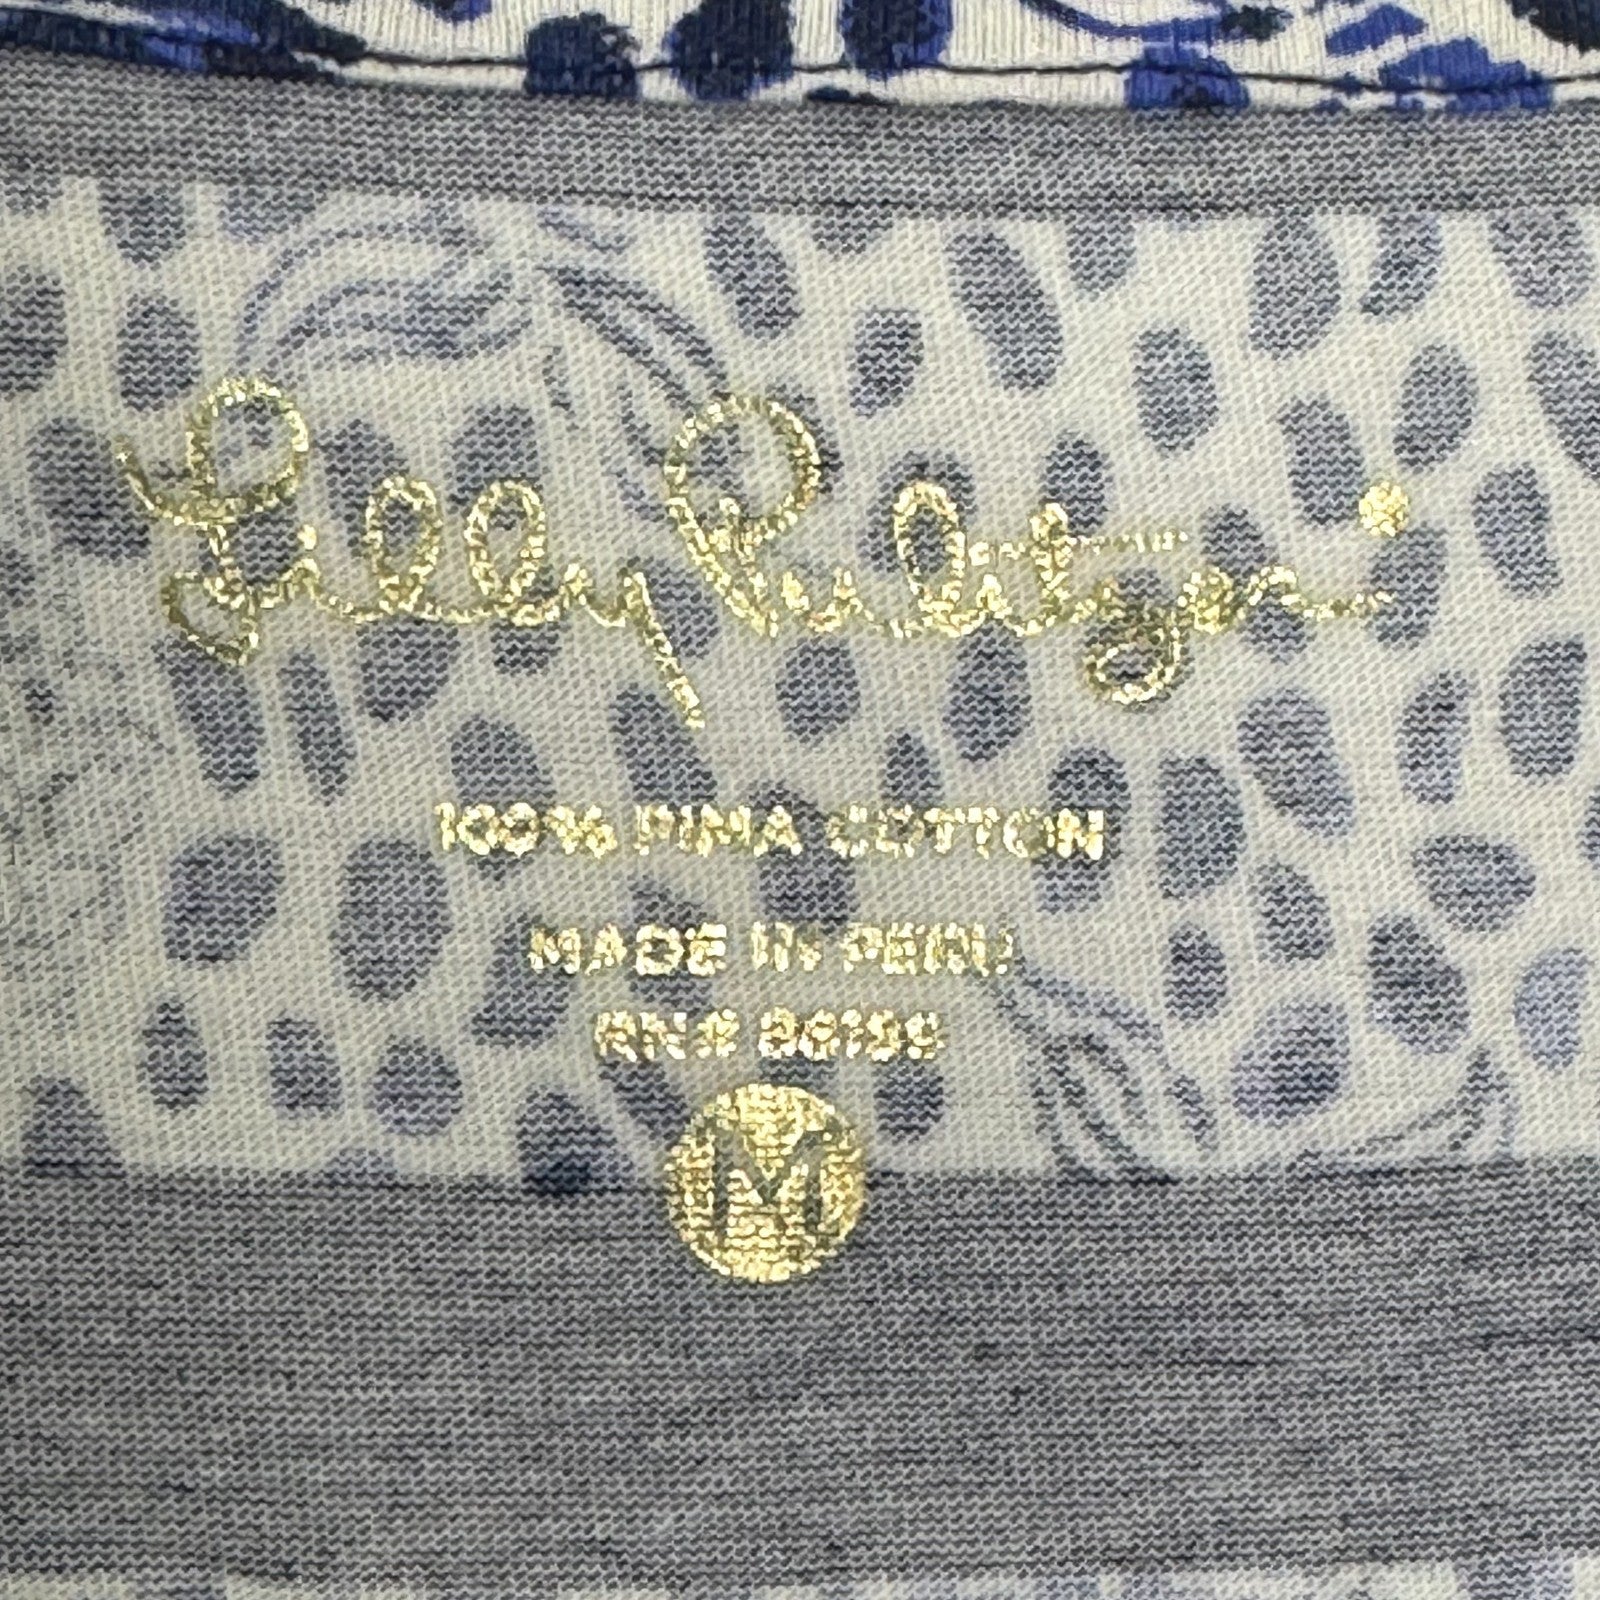 Lilly Pulitzer
100% PIMA COTTON
MADE IN PERU
RN# 86199
M